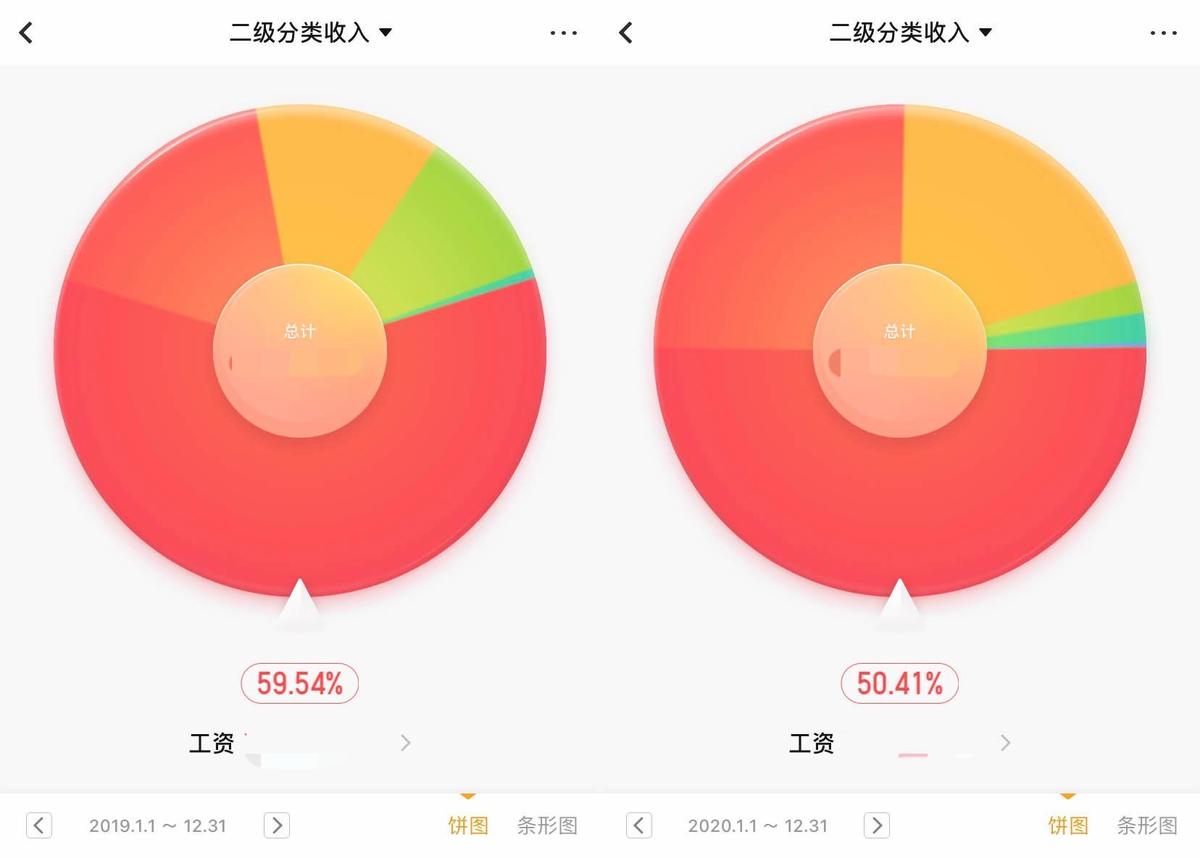 二级分类收入
总计
59.54%
工资
2019.1.1 ~ 12.31
饼图 条形图
二级分类收入
总计
50.41%
工资
2020.1.1 ~ 12.31
饼图 条形图